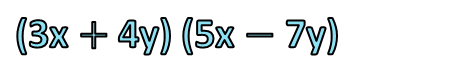 (3x + 4y) (5x – 7y)